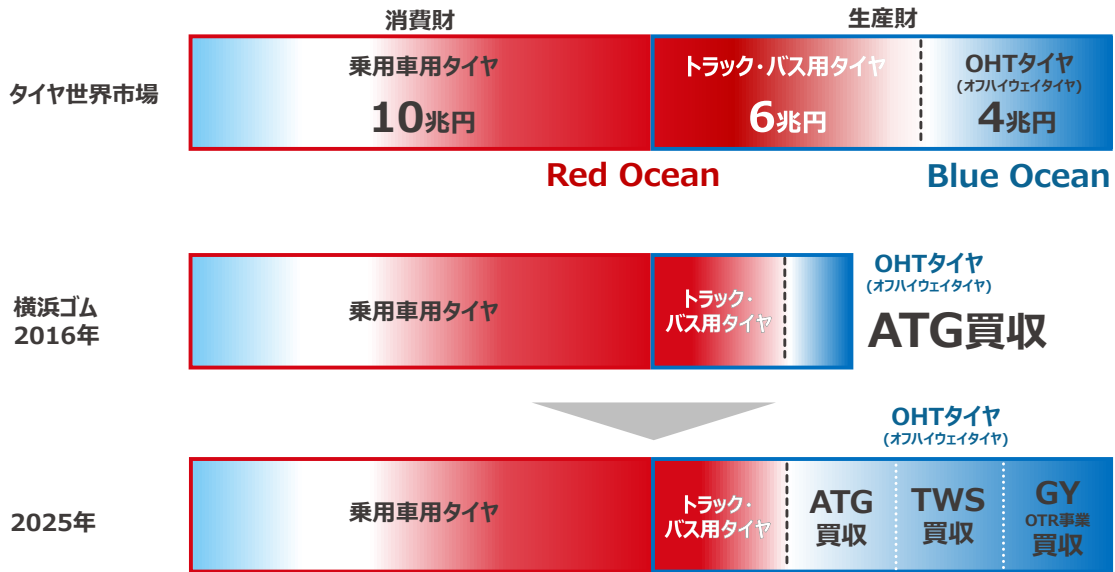 消費財
生産財
タイヤ世界市場
乗用車用タイヤ
10兆円
トラック・バス用タイヤ
6兆円
OHTタイヤ
(オフハイウェイタイヤ)
4兆円
Red Ocean
Blue Ocean
横浜ゴム
2016年
乗用車用タイヤ
トラック・
バス用タイヤ
OHTタイヤ
(オフハイウェイタイヤ)
ATG買収
OHTタイヤ
(オフハイウェイタイヤ)
2025年
乗用車用タイヤ
トラック・
バス用タイヤ
ATG
買収
TWS
買収
GY
OTR事業
買収